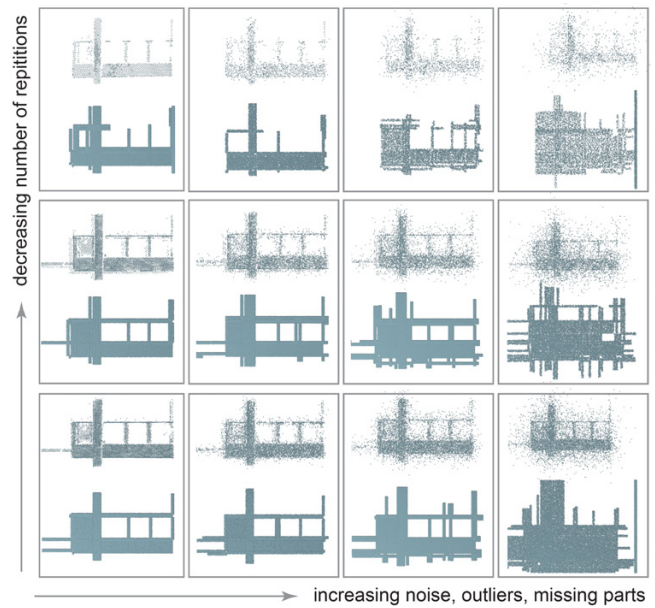 decreasing number of repititions
increasing noise, outliers, missing parts